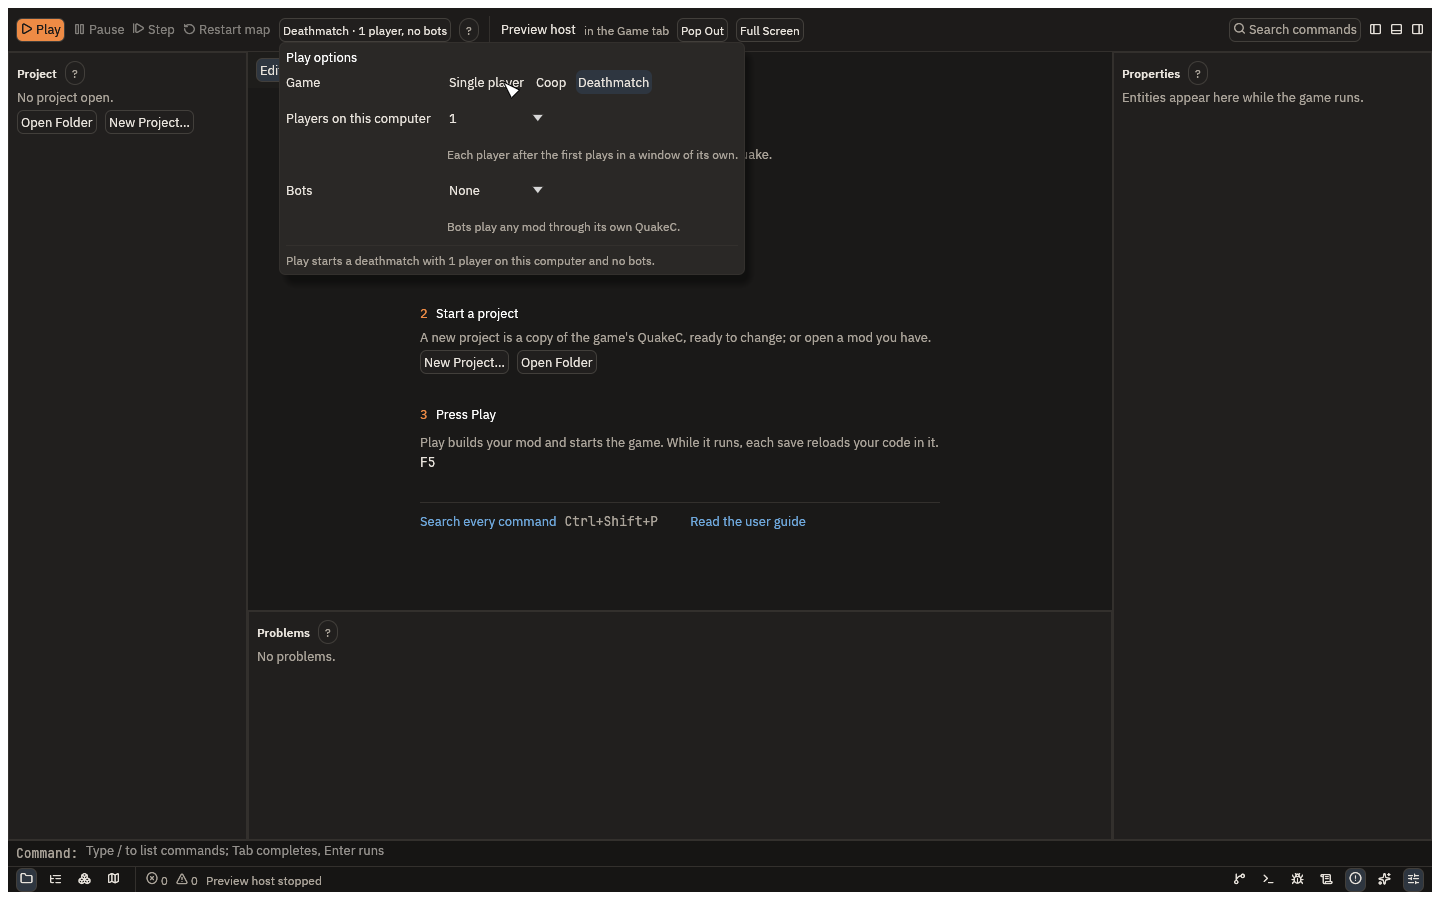 Play Pause Step Restart map Deathmatch · 1 player, no bots ? Preview host in the Game tab Pop Out Full Screen Search commands
Project ?
No project open.
Open Folder New Project...
Edi
Play options
Game Single player Coop Deathmatch
Players on this computer 1
Each player after the first plays in a window of its own.
uake.
Bots None
Bots play any mod through its own QuakeC.
Play starts a deathmatch with 1 player on this computer and no bots.
2 Start a project
A new project is a copy of the game's QuakeC, ready to change; or open a mod you have.
New Project... Open Folder
3 Press Play
Play builds your mod and starts the game. While it runs, each save reloads your code in it.
F5
Search every command Ctrl+Shift+P Read the user guide
Properties ?
Entities appear here while the game runs.
Problems ?
No problems.
Command: Type / to list commands; Tab completes, Enter runs
0 0 Preview host stopped